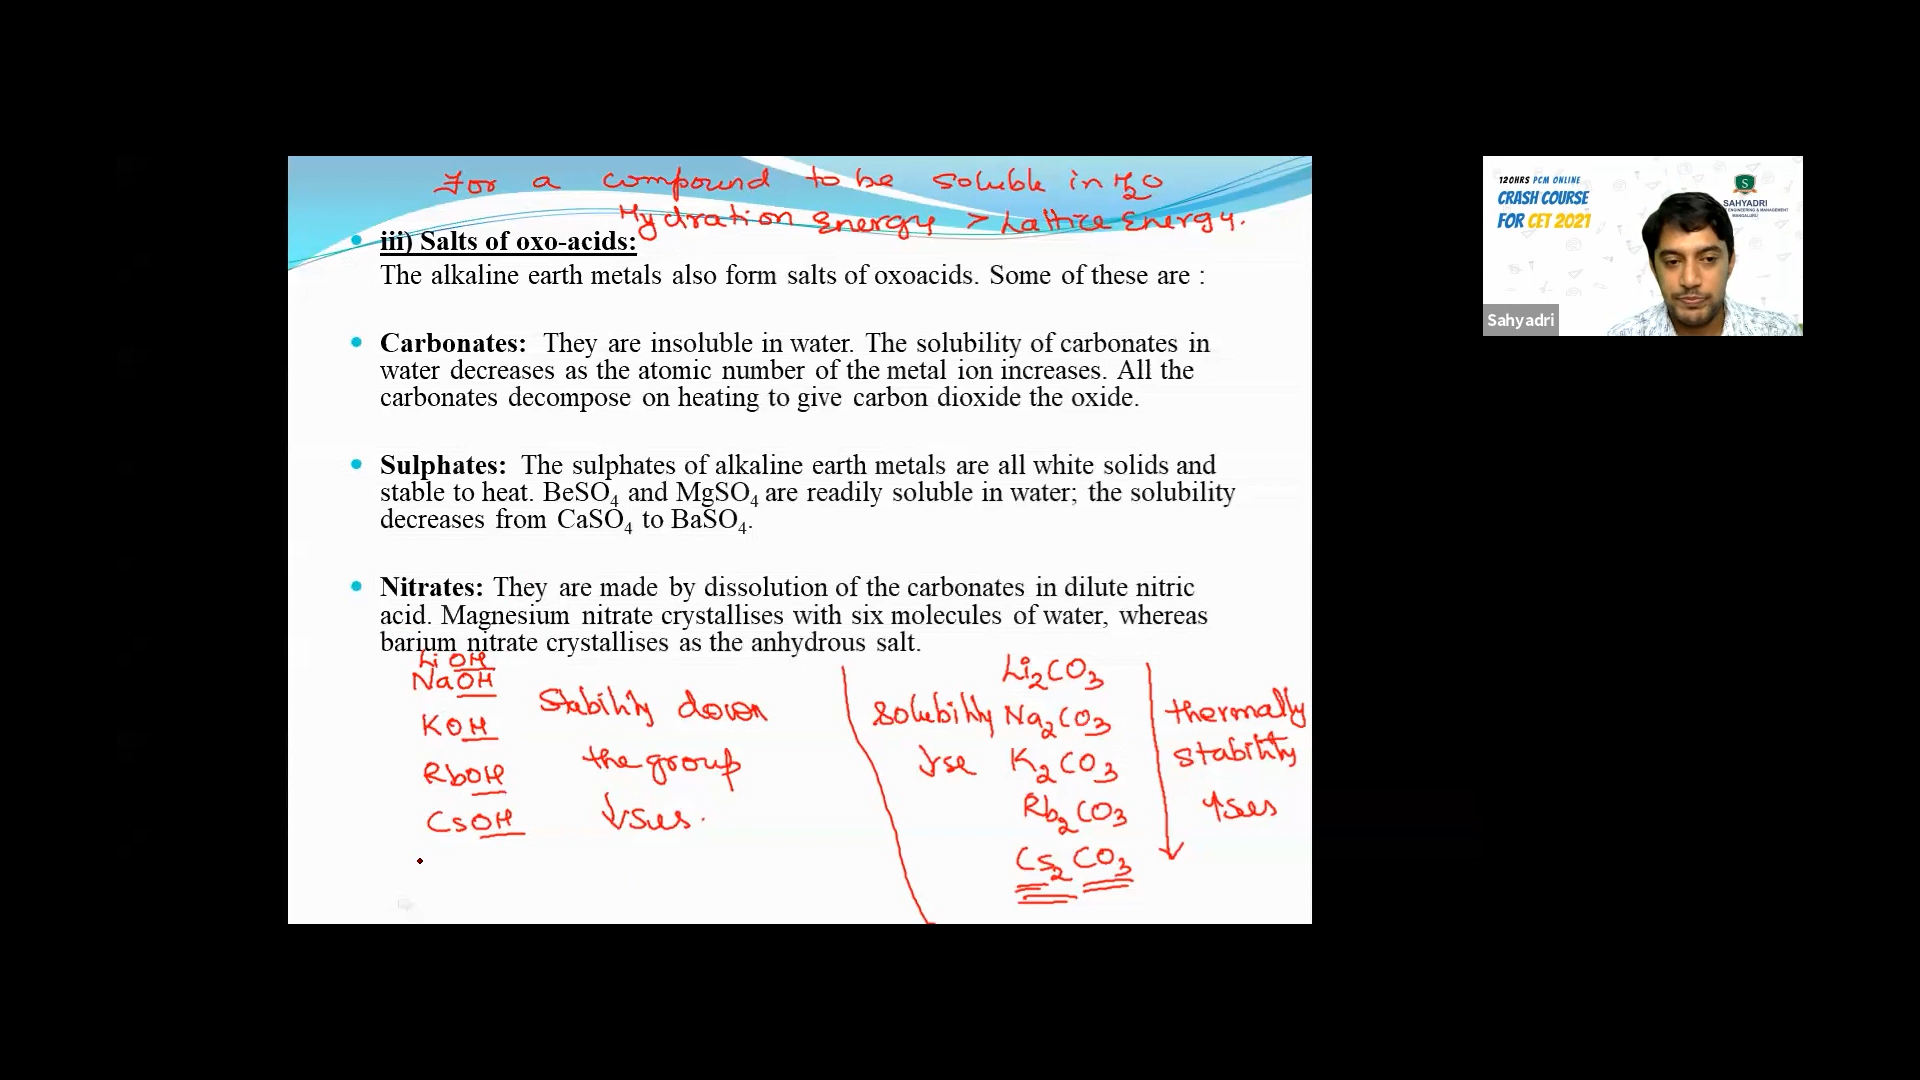 For a compound to be soluble in H2O
Hydration Energy > Lattice Energy.
iii) Salts of oxo-acids:
The alkaline earth metals also form salts of oxoacids. Some of these are :
Carbonates: They are insoluble in water. The solubility of carbonates in
water decreases as the atomic number of the metal ion increases. All the
carbonates decompose on heating to give carbon dioxide the oxide.
Sulphates: The sulphates of alkaline earth metals are all white solids and
stable to heat. BeSO4 and MgSO4 are readily soluble in water; the solubility
decreases from CaSO4 to BaSO4.
Nitrates: They are made by dissolution of the carbonates in dilute nitric
acid. Magnesium nitrate crystallises with six molecules of water, whereas
barium nitrate crystallises as the anhydrous salt.
LiOH
NaOH
KOH
RbOH
CsOH
Stability down
the group
↓ses.
Solubility
↓se
Li2CO3
Na2CO3
K2CO3
Rb2CO3
Cs2CO3
thermally
stability
↑ses
120HRS PCM ONLINE
CRASH COURSE
FOR CET 2021
S
SAHYADRI
ENGINEERING & MANAGEMENT
MANGALURU
Sahyadri